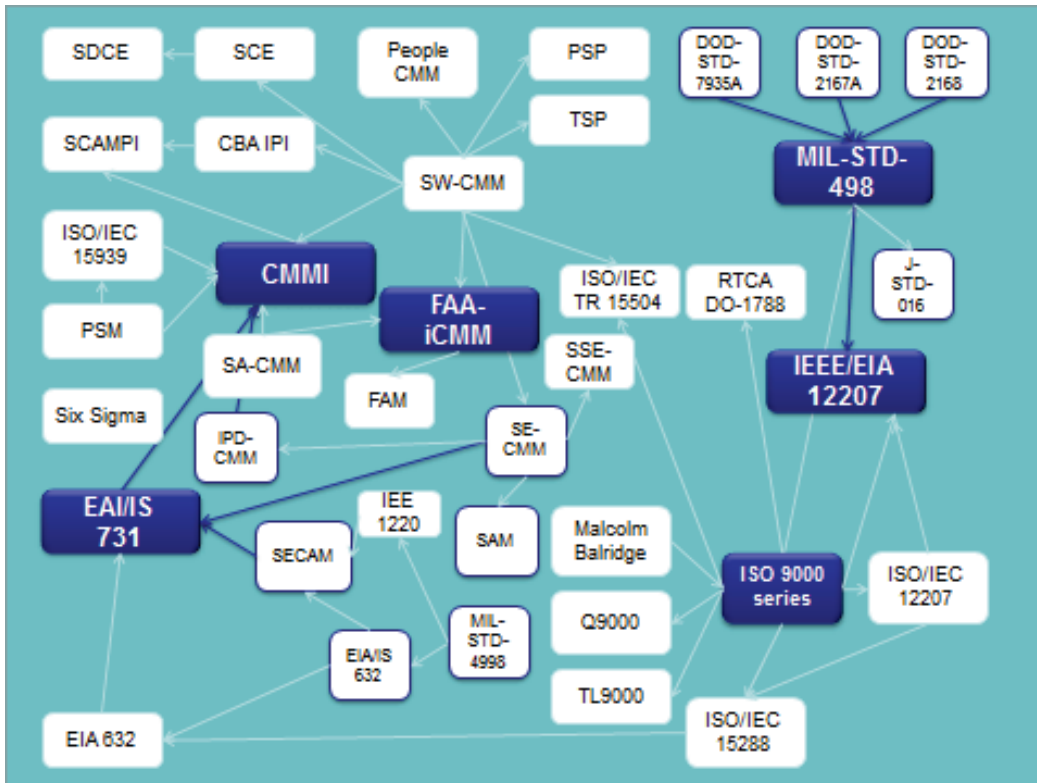 SDCE
SCE
People
CMM
PSP
DOD-
STD-
7935A
DOD-
STD-
2167A
DOD-
STD-
2168
SCAMPI
CBA IPI
TSP
MIL-STD-
498
SW-CMM
ISO/IEC
15939
CMMI
ISO/IEC
TR 15504
RTCA
DO-1788
J-
STD-
016
FAA-
iCMM
PSM
SA-CMM
SSE-
CMM
IEEE/EIA
12207
FAM
Six Sigma
IPD-
CMM
SE-
CMM
EAI/IS
731
IEE
1220
SECAM
SAM
Malcolm
Balridge
ISO 9000
series
ISO/IEC
12207
Q9000
MIL-
STD-
4998
EIA/IS
632
TL9000
EIA 632
ISO/IEC
15288